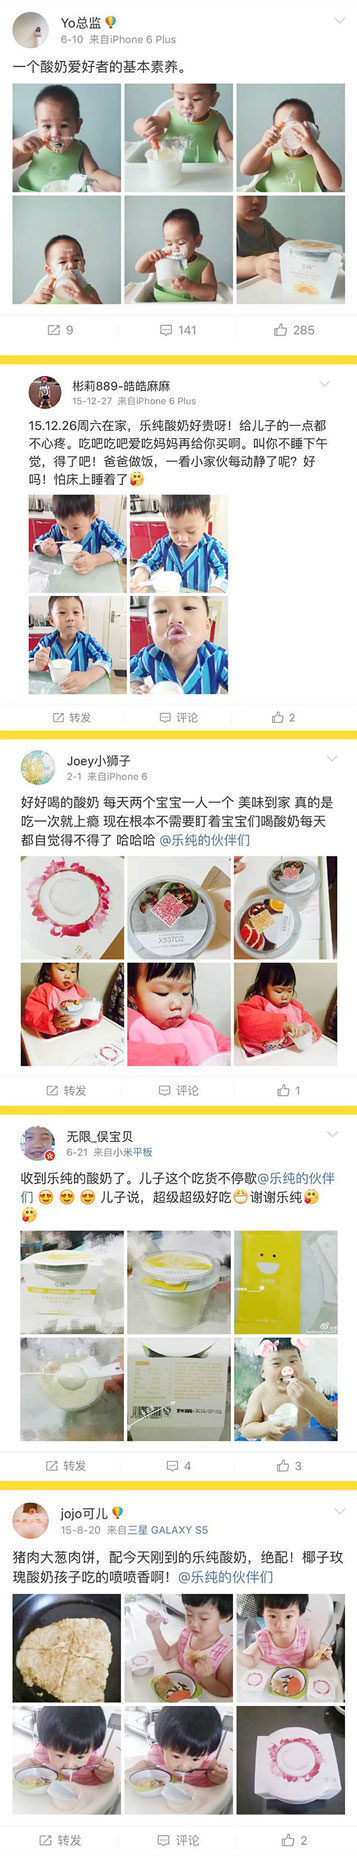 Yo总监
6-10 来自iPhone 6 Plus
一个酸奶爱好者的基本素养。
9
141
285
彬莉889-皓皓麻麻
15-12-27 来自iPhone 6 Plus
15.12.26周六在家，乐纯酸奶好贵呀！给儿子的一点都
不心疼。吃吧吃吧爱吃妈妈再给你买啊。叫你不睡下午
觉，得了吧！爸爸做饭，一看小家伙每动静了呢？好
吗！怕床上睡着了
转发
评论
2
Joey小狮子
2-1 来自iPhone 6
好好喝的酸奶 每天两个宝宝一人一个 美味到家 真的是
吃一次就上瘾 现在根本不需要盯着宝宝们喝酸奶每天
都自觉得不得了 哈哈哈 @乐纯的伙伴们
乐纯
X537D2
转发
评论
1
无限_俣宝贝
6-21 来自小米平板
收到乐纯的酸奶了。儿子这个吃货不停歇@乐纯的伙伴
们 儿子说，超级超级好吃 谢谢乐纯
2016/07/02
转发
4
3
jojo可儿
15-8-20 来自三星 GALAXY S5
猪肉大葱肉饼，配今天刚到的乐纯酸奶，绝配！椰子玫
瑰酸奶孩子吃的喷喷香啊！@乐纯的伙伴们
转发
评论
2